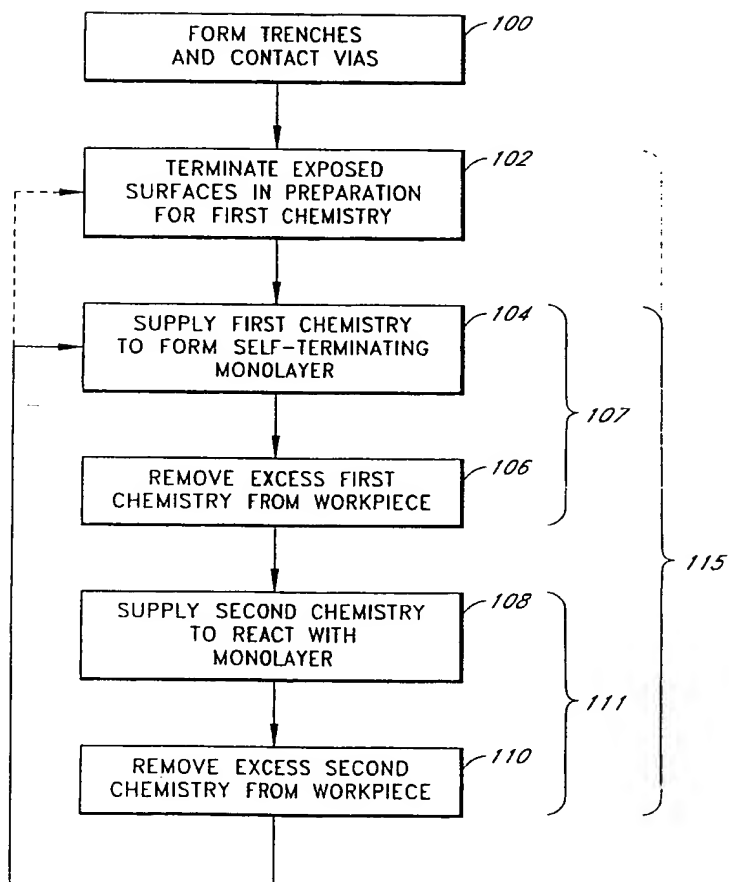 FORM TRENCHES
AND CONTACT VIAS
100
TERMINATE EXPOSED
SURFACES IN PREPARATION
FOR FIRST CHEMISTRY
102
SUPPLY FIRST CHEMISTRY
TO FORM SELF-TERMINATING
MONOLAYER
104
107
REMOVE EXCESS FIRST
CHEMISTRY FROM WORKPIECE
106
115
SUPPLY SECOND CHEMISTRY
TO REACT WITH
MONOLAYER
108
111
REMOVE EXCESS SECOND
CHEMISTRY FROM WORKPIECE
110